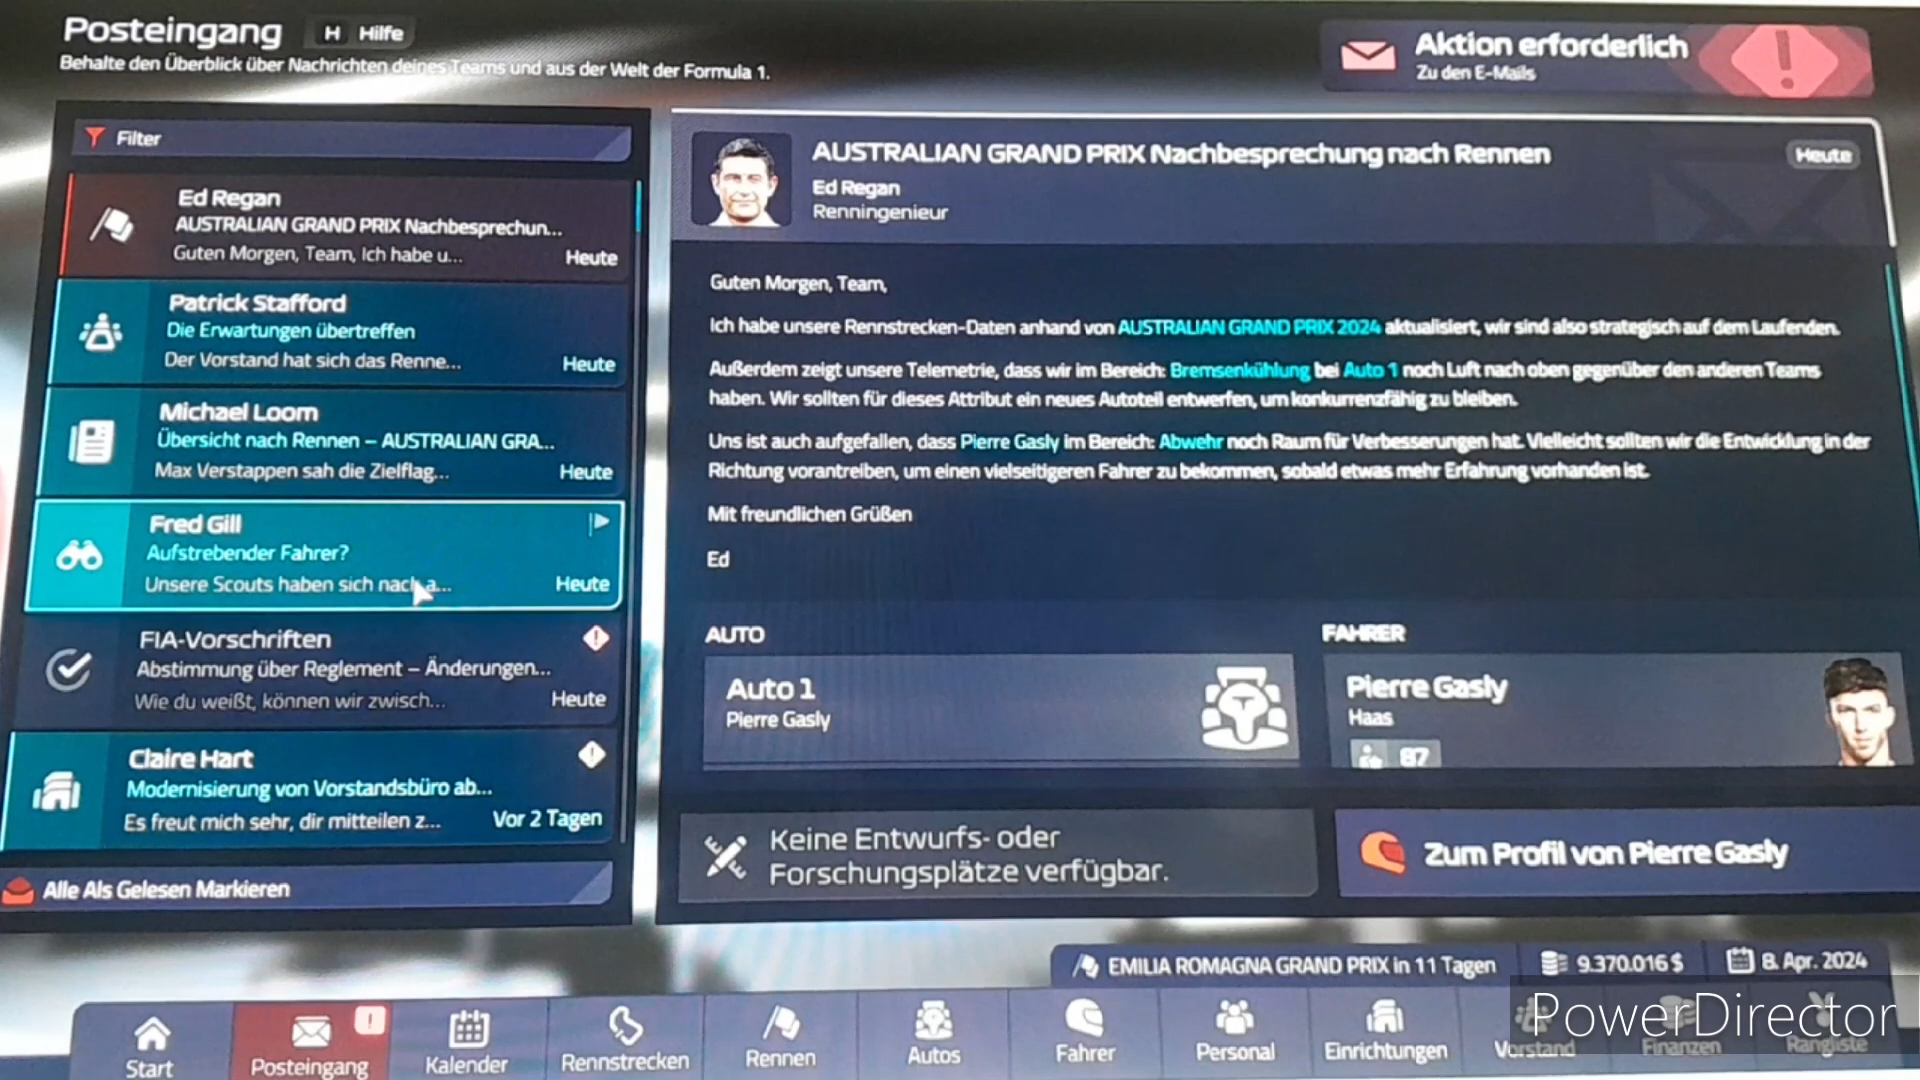 Posteingang
H Hilfe
Behalte den Überblick über Nachrichten deines Teams und aus der Welt der Formula 1.
Aktion erforderlich
Zu den E-Mails
Filter
Ed Regan
AUSTRALIAN GRAND PRIX Nachbesprechun...
Guten Morgen, Team, Ich habe u...
Heute
Patrick Stafford
Die Erwartungen übertreffen
Der Vorstand hat sich das Renne...
Heute
Michael Loom
Übersicht nach Rennen – AUSTRALIAN GRA...
Max Verstappen sah die Zielflag...
Heute
Fred Gill
Aufstrebender Fahrer?
Unsere Scouts haben sich nach a...
Heute
FIA-Vorschriften
Abstimmung über Reglement – Änderungen...
Wie du weißt, können wir zwisch...
Heute
Claire Hart
Modernisierung von Vorstandsbüro ab...
Es freut mich sehr, dir mitteilen z...
Vor 2 Tagen
Alle Als Gelesen Markieren
AUSTRALIAN GRAND PRIX Nachbesprechung nach Rennen
Heute
Ed Regan
Renningenieur
Guten Morgen, Team,
Ich habe unsere Rennstrecken-Daten anhand von AUSTRALIAN GRAND PRIX 2024 aktualisiert, wir sind also strategisch auf dem Laufenden.
Außerdem zeigt unsere Telemetrie, dass wir im Bereich: Bremsenkühlung bei Auto 1 noch Luft nach oben gegenüber den anderen Teams
haben. Wir sollten für dieses Attribut ein neues Autoteil entwerfen, um konkurrenzfähig zu bleiben.
Uns ist auch aufgefallen, dass Pierre Gasly im Bereich: Abwehr noch Raum für Verbesserungen hat. Vielleicht sollten wir die Entwicklung in der
Richtung vorantreiben, um einen vielseitigeren Fahrer zu bekommen, sobald etwas mehr Erfahrung vorhanden ist.
Mit freundlichen Grüßen
Ed
AUTO
Auto 1
Pierre Gasly
FAHRER
Pierre Gasly
Haas
87
Keine Entwurfs- oder
Forschungsplätze verfügbar.
Zum Profil von Pierre Gasly
EMILIA ROMAGNA GRAND PRIX in 11 Tagen
9.370.016 $
8. Apr. 2024
Start
Posteingang
Kalender
Rennstrecken
Rennen
Autos
Fahrer
Personal
Einrichtungen
Vorstand
Finanzen
Rangliste
PowerDirector